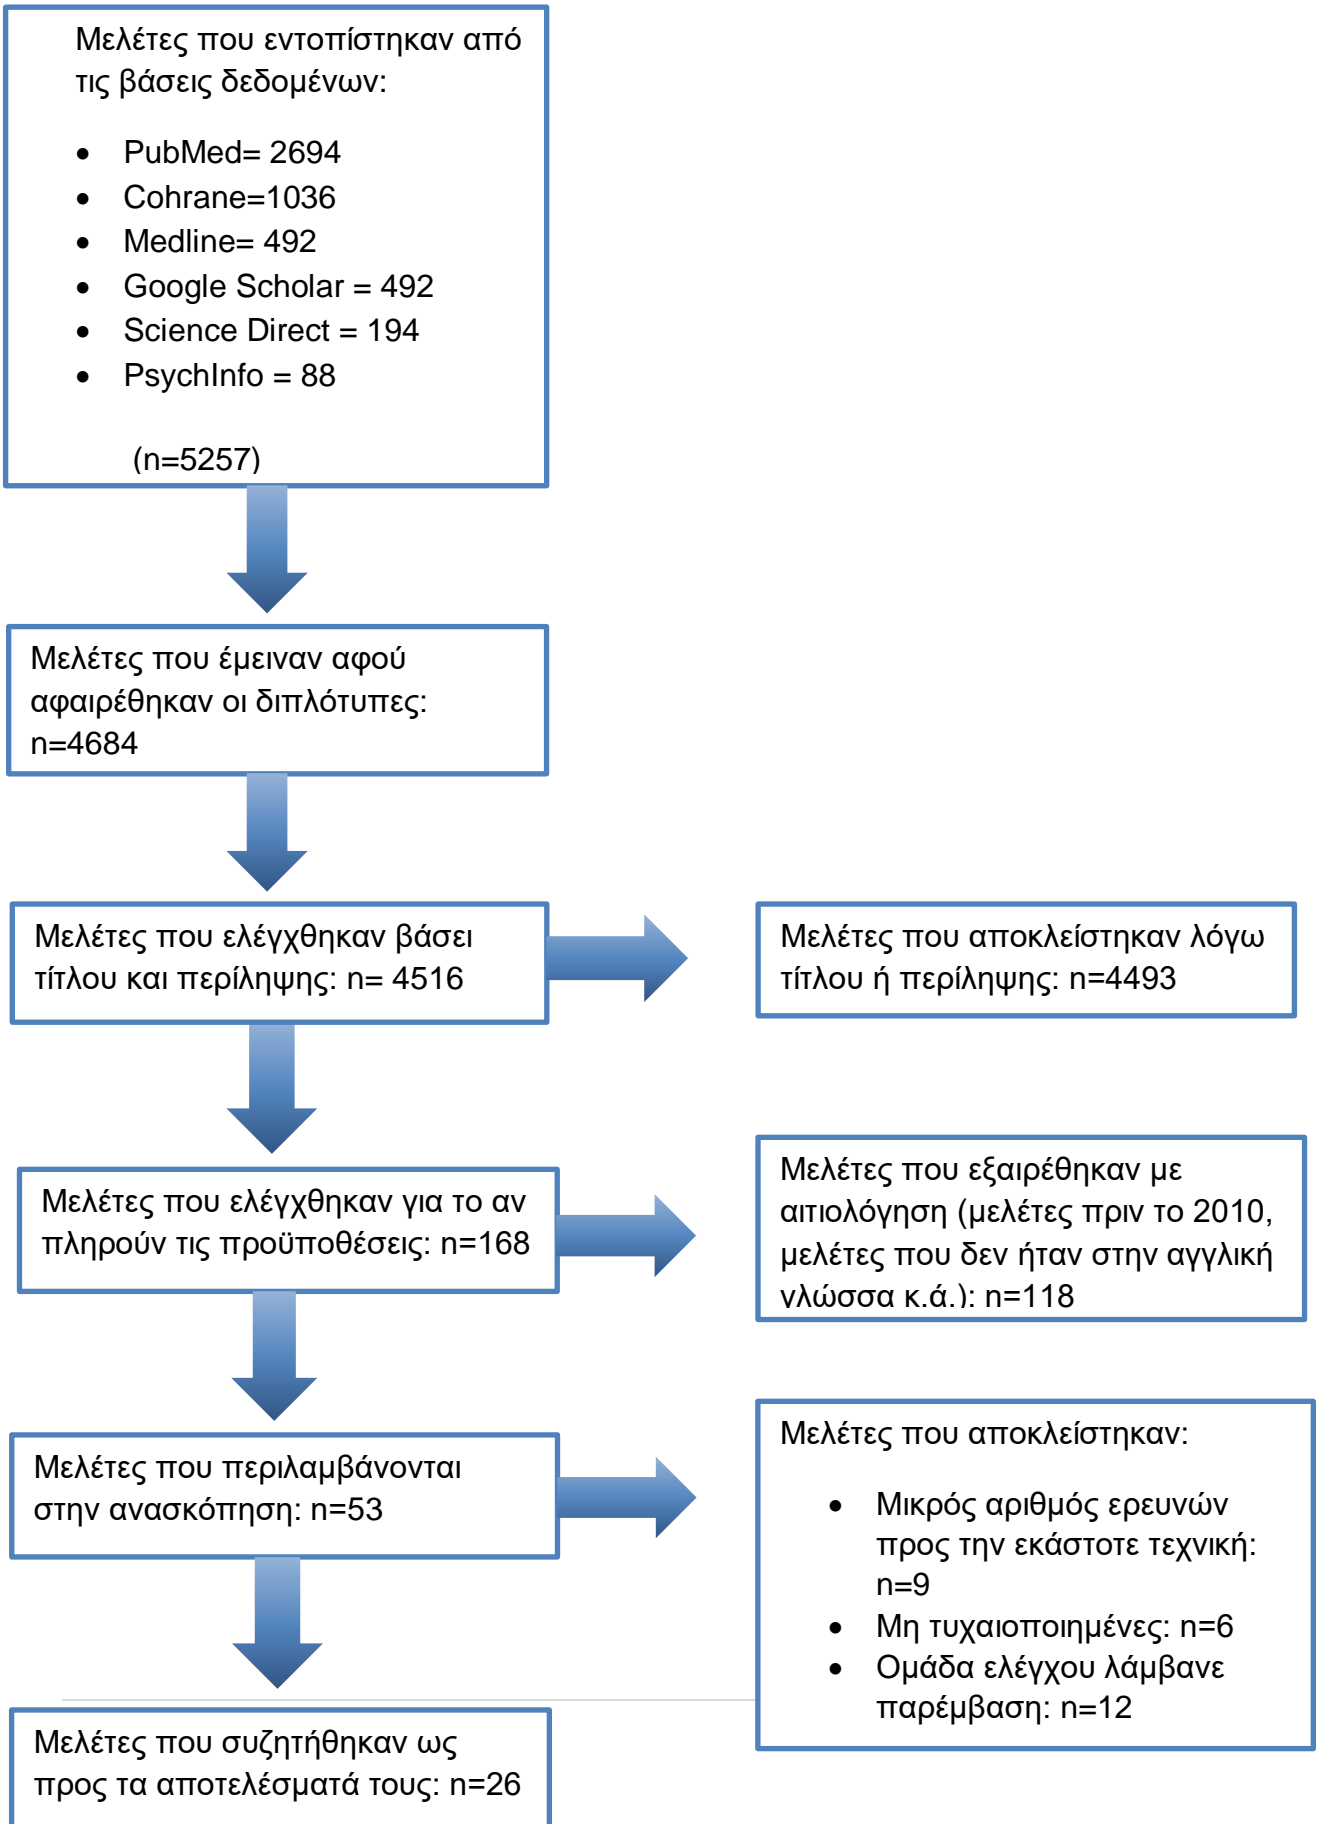 Μελέτες που εντοπίστηκαν από
τις βάσεις δεδομένων:
• PubMed= 2694
• Cohrane=1036
• Medline= 492
• Google Scholar = 492
• Science Direct = 194
• PsychInfo = 88
(n=5257)
Μελέτες που έμειναν αφού
αφαιρέθηκαν οι διπλότυπες:
n=4684
Μελέτες που ελέγχθηκαν βάσει
τίτλου και περίληψης: n= 4516
Μελέτες που αποκλείστηκαν λόγω
τίτλου ή περίληψης: n=4493
Μελέτες που ελέγχθηκαν για το αν
πληρούν τις προϋποθέσεις: n=168
Μελέτες που εξαιρέθηκαν με
αιτιολόγηση (μελέτες πριν το 2010,
μελέτες που δεν ήταν στην αγγλική
γλώσσα κ.ά.): n=118
Μελέτες που περιλαμβάνονται
στην ανασκόπηση: n=53
Μελέτες που αποκλείστηκαν:
• Μικρός αριθμός ερευνών
προς την εκάστοτε τεχνική:
n=9
• Μη τυχαιοποιημένες: n=6
• Ομάδα ελέγχου λάμβανε
παρέμβαση: n=12
Μελέτες που συζητήθηκαν ως
προς τα αποτελέσματά τους: n=26